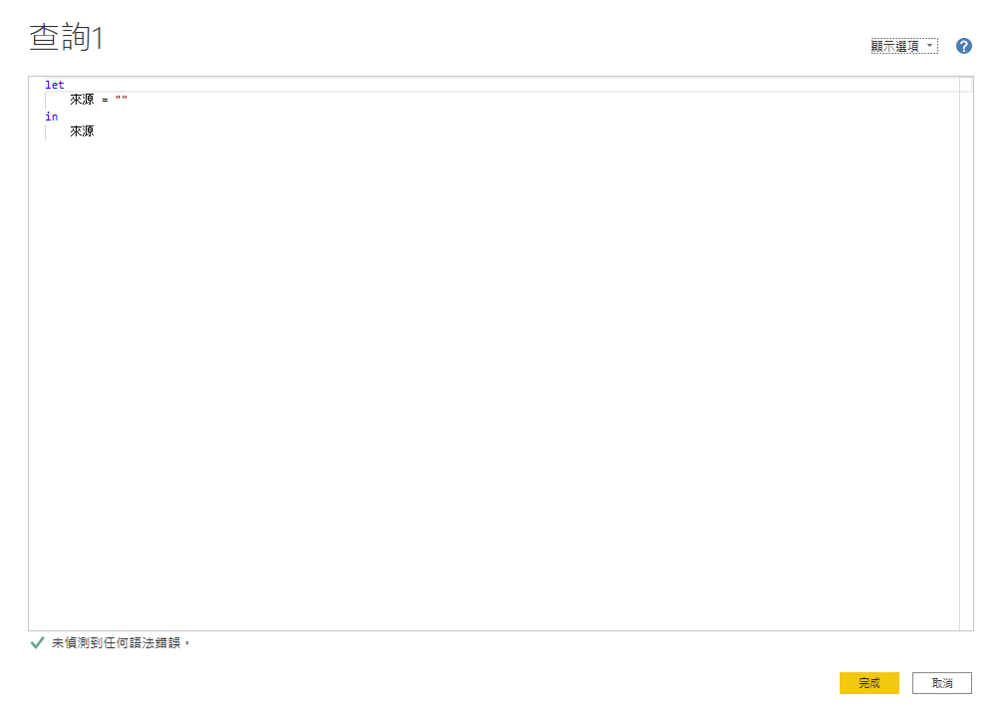 查詢1
顯示選項
?
let
來源 = ""
in
來源
未偵測到任何語法錯誤。
完成
取消